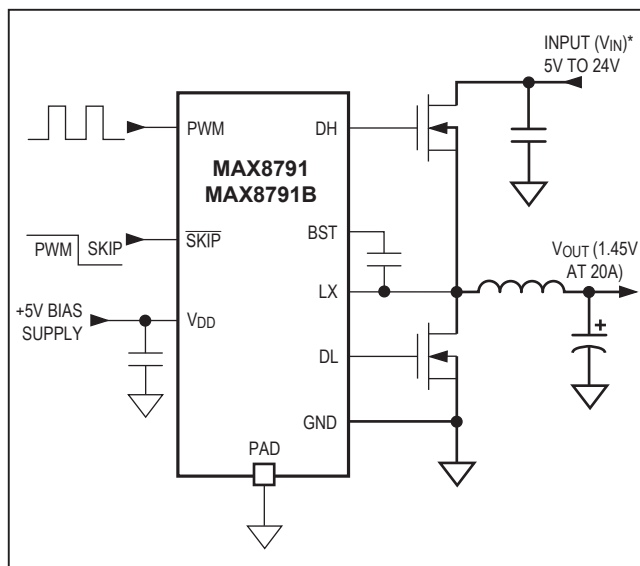 INPUT (VIN)*
5V TO 24V
PWM
DH
MAX8791
MAX8791B
BST
PWM
SKIP
SKIP
VOUT (1.45V
AT 20A)
LX
+5V BIAS
SUPPLY
VDD
DL
GND
PAD
+